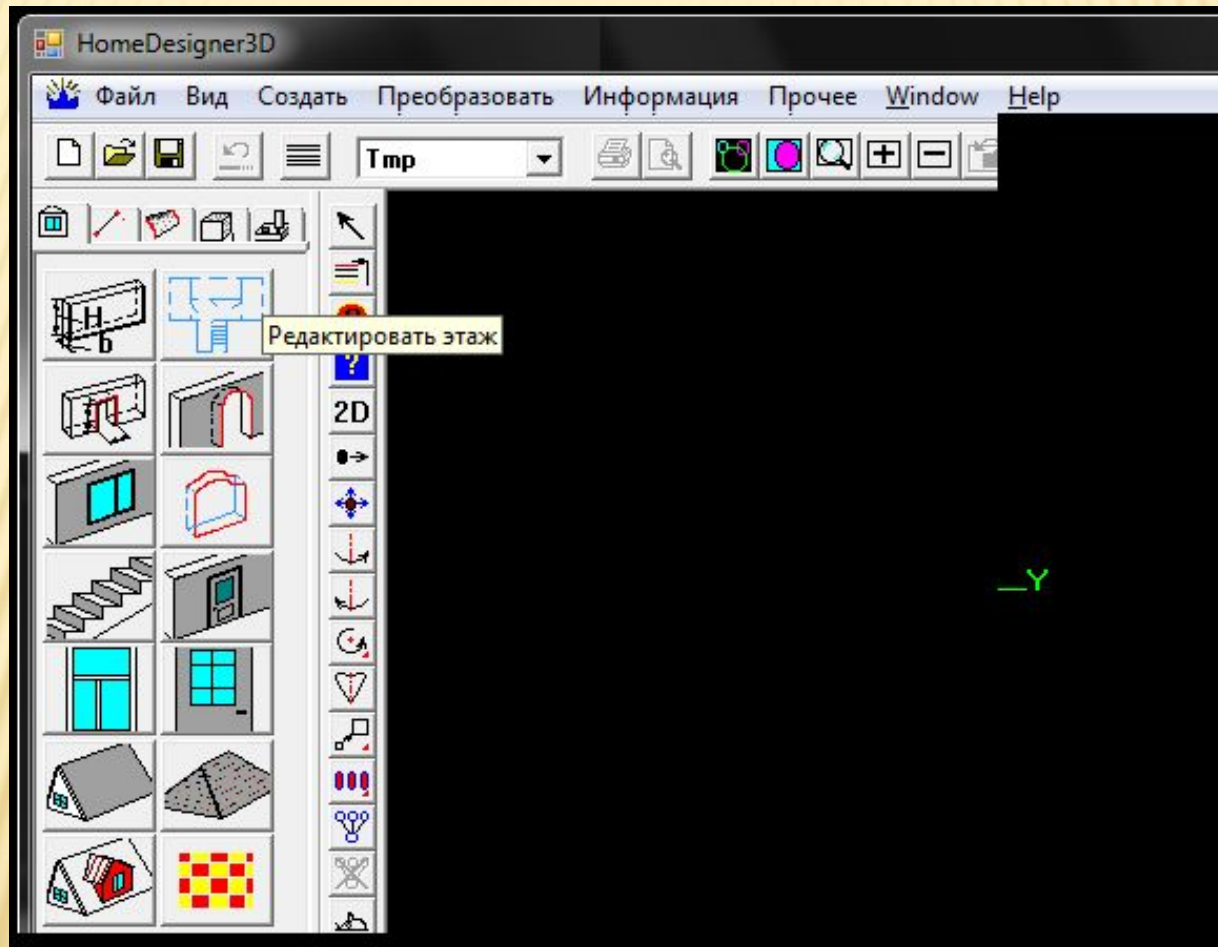 HomeDesigner3D
Файл Вид Создать Преобразовать Информация Прочее Window Help
Tmp
H
Б
Редактировать этаж
?
2D
Y